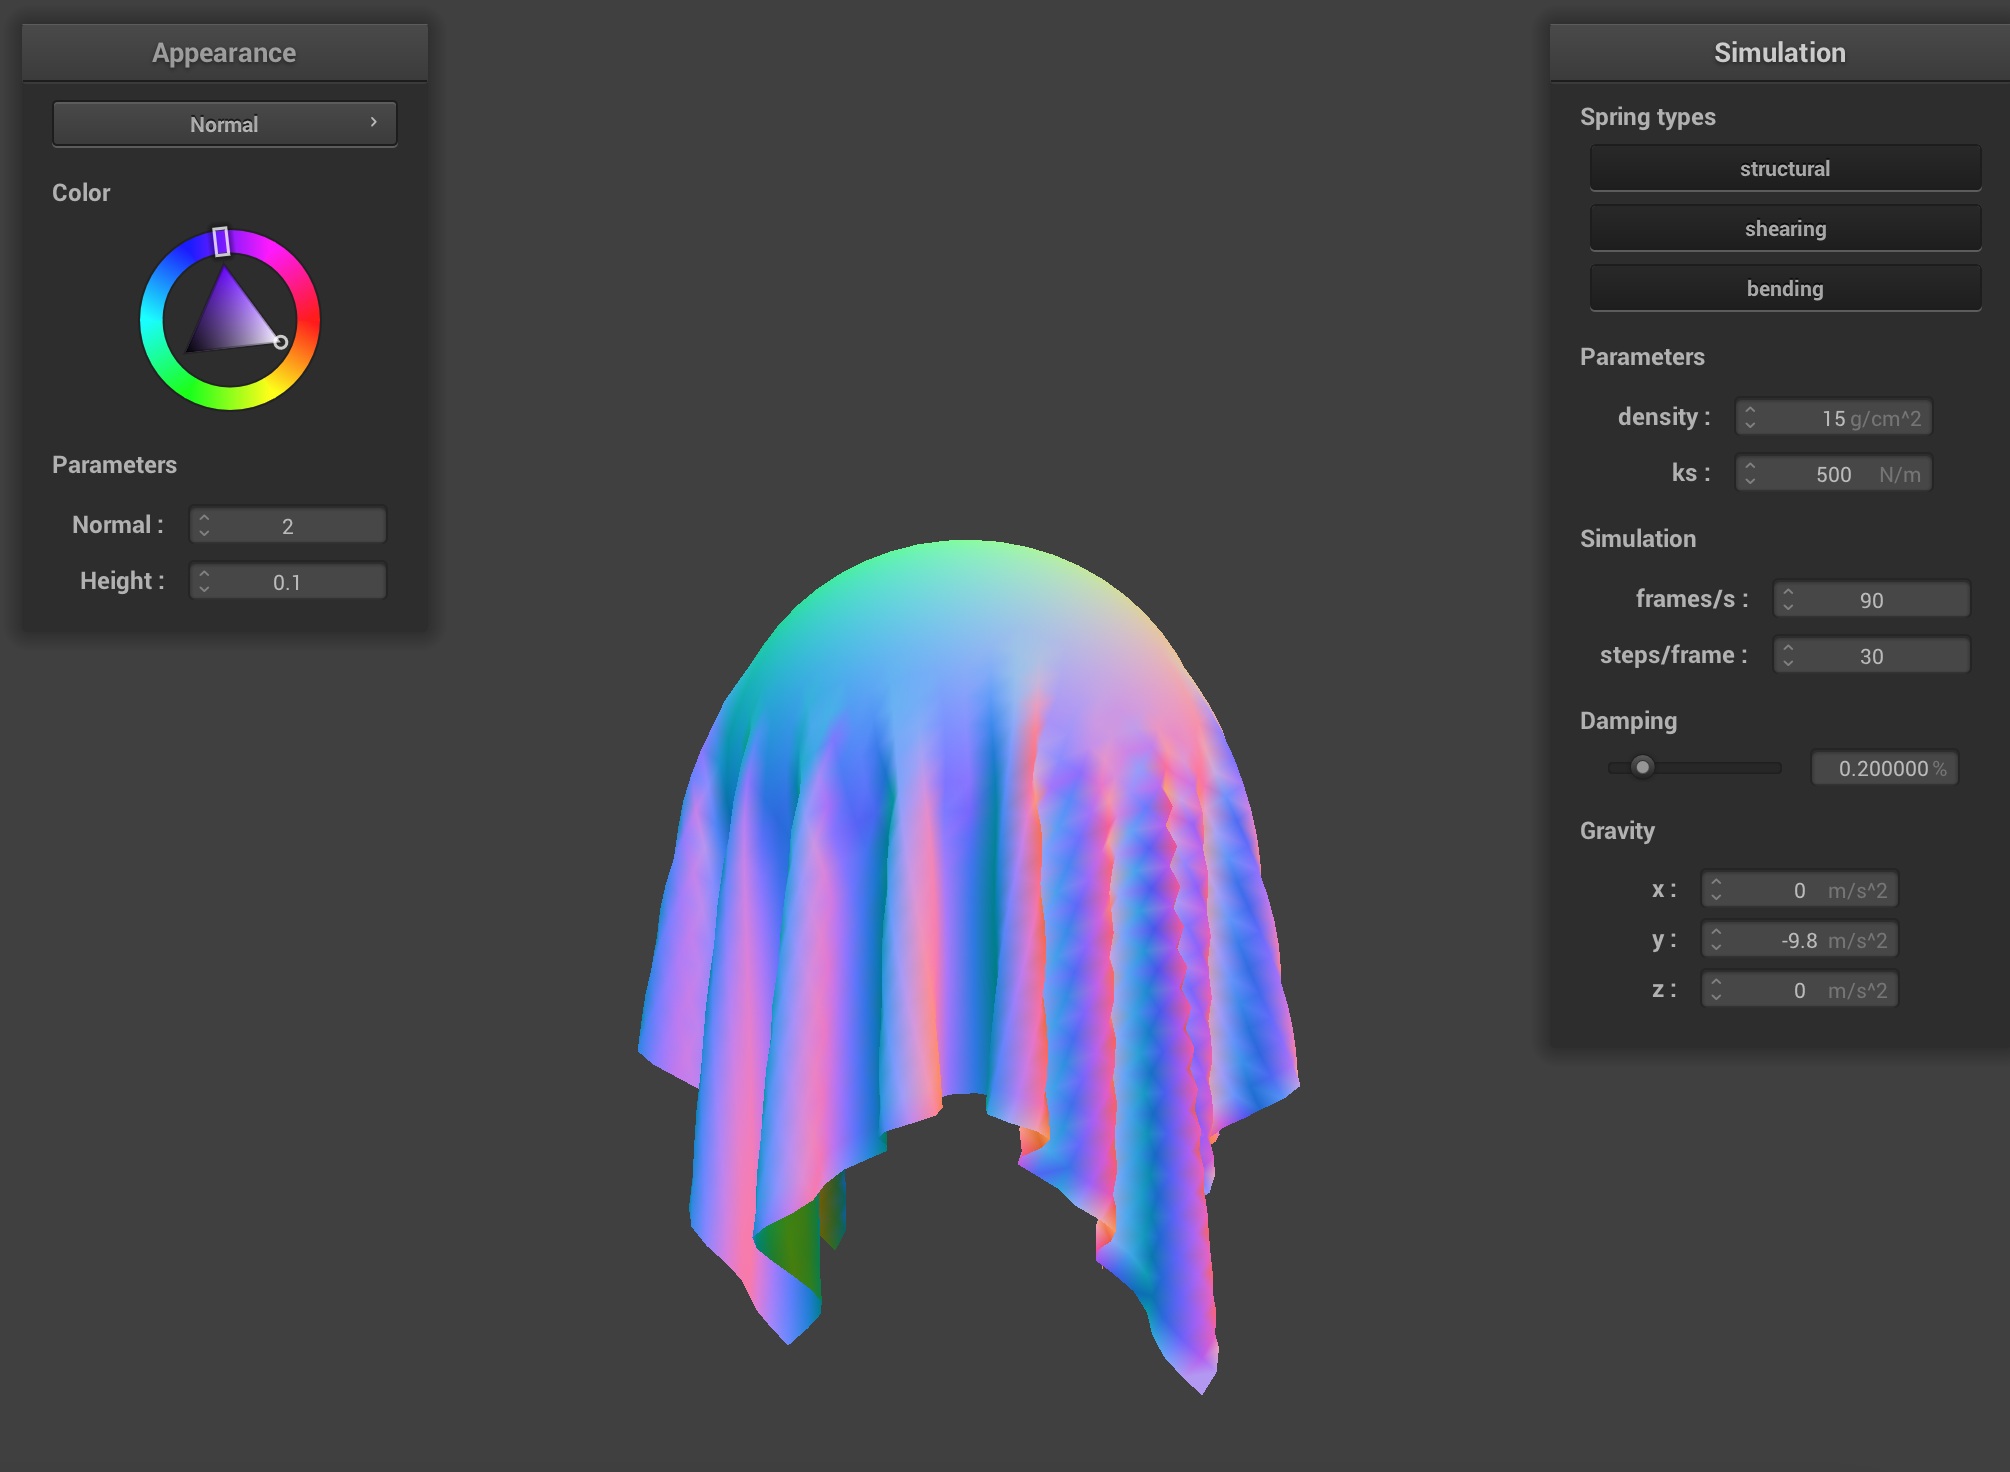 Appearance
Normal
Color
Parameters
Normal : 2
Height : 0.1
Simulation
Spring types
structural
shearing
bending
Parameters
density : 15 g/cm^2
ks : 500 N/m
Simulation
frames/s : 90
steps/frame : 30
Damping
0.200000 %
Gravity
x : 0 m/s^2
y : -9.8 m/s^2
z : 0 m/s^2